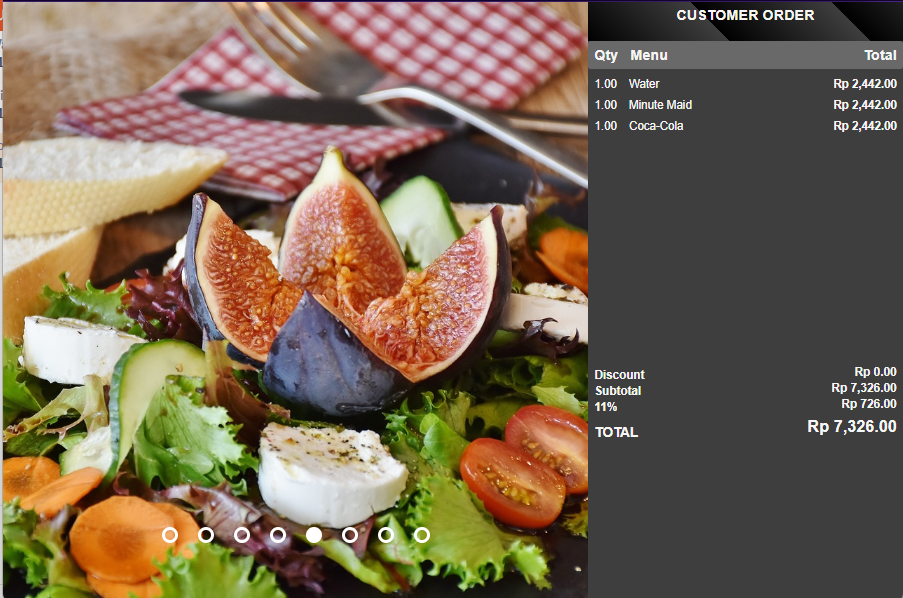 CUSTOMER ORDER
Qty Menu Total
1.00 Water Rp 2,442.00
1.00 Minute Maid Rp 2,442.00
1.00 Coca-Cola Rp 2,442.00
Discount Rp 0.00
Subtotal Rp 7,326.00
11% Rp 726.00
TOTAL Rp 7,326.00